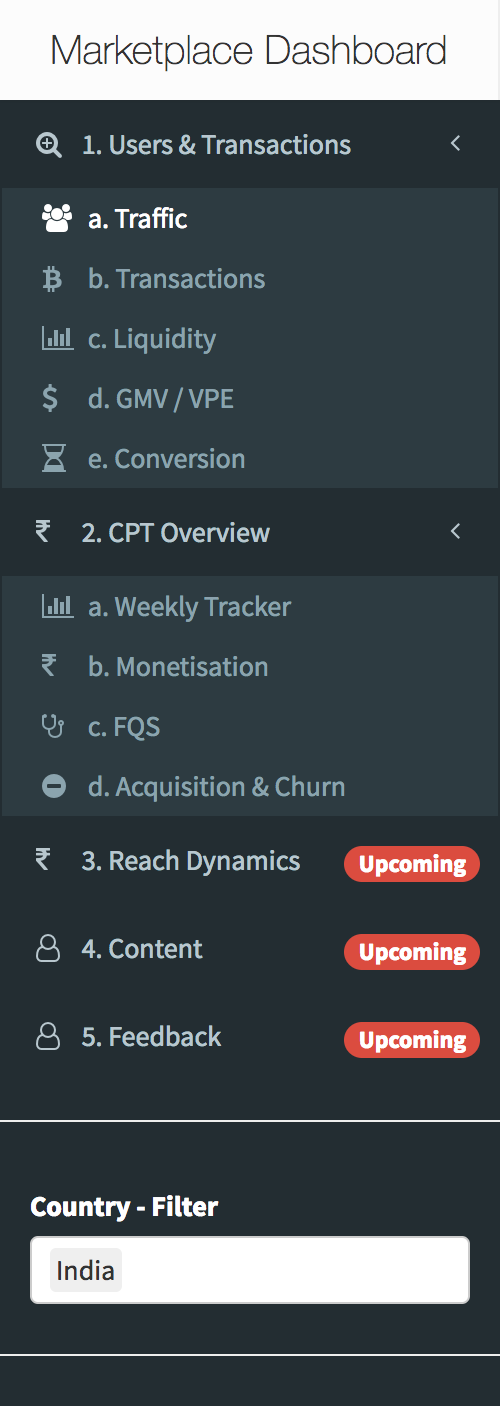 Marketplace Dashboard
1. Users & Transactions
a. Traffic
b. Transactions
c. Liquidity
d. GMV / VPE
e. Conversion
2. CPT Overview
a. Weekly Tracker
b. Monetisation
c. FQS
d. Acquisition & Churn
3. Reach Dynamics Upcoming
4. Content Upcoming
5. Feedback Upcoming
Country - Filter
India